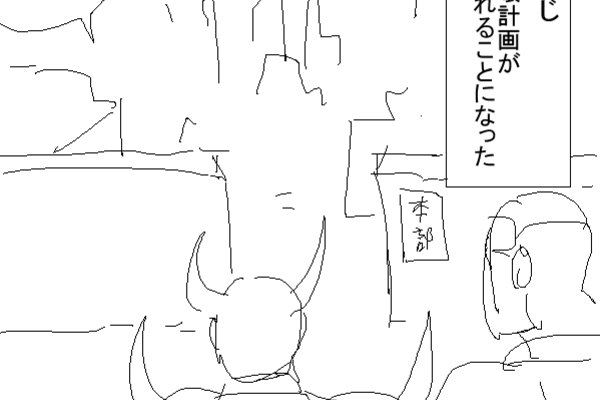 じ
計画が
れることになった
本部